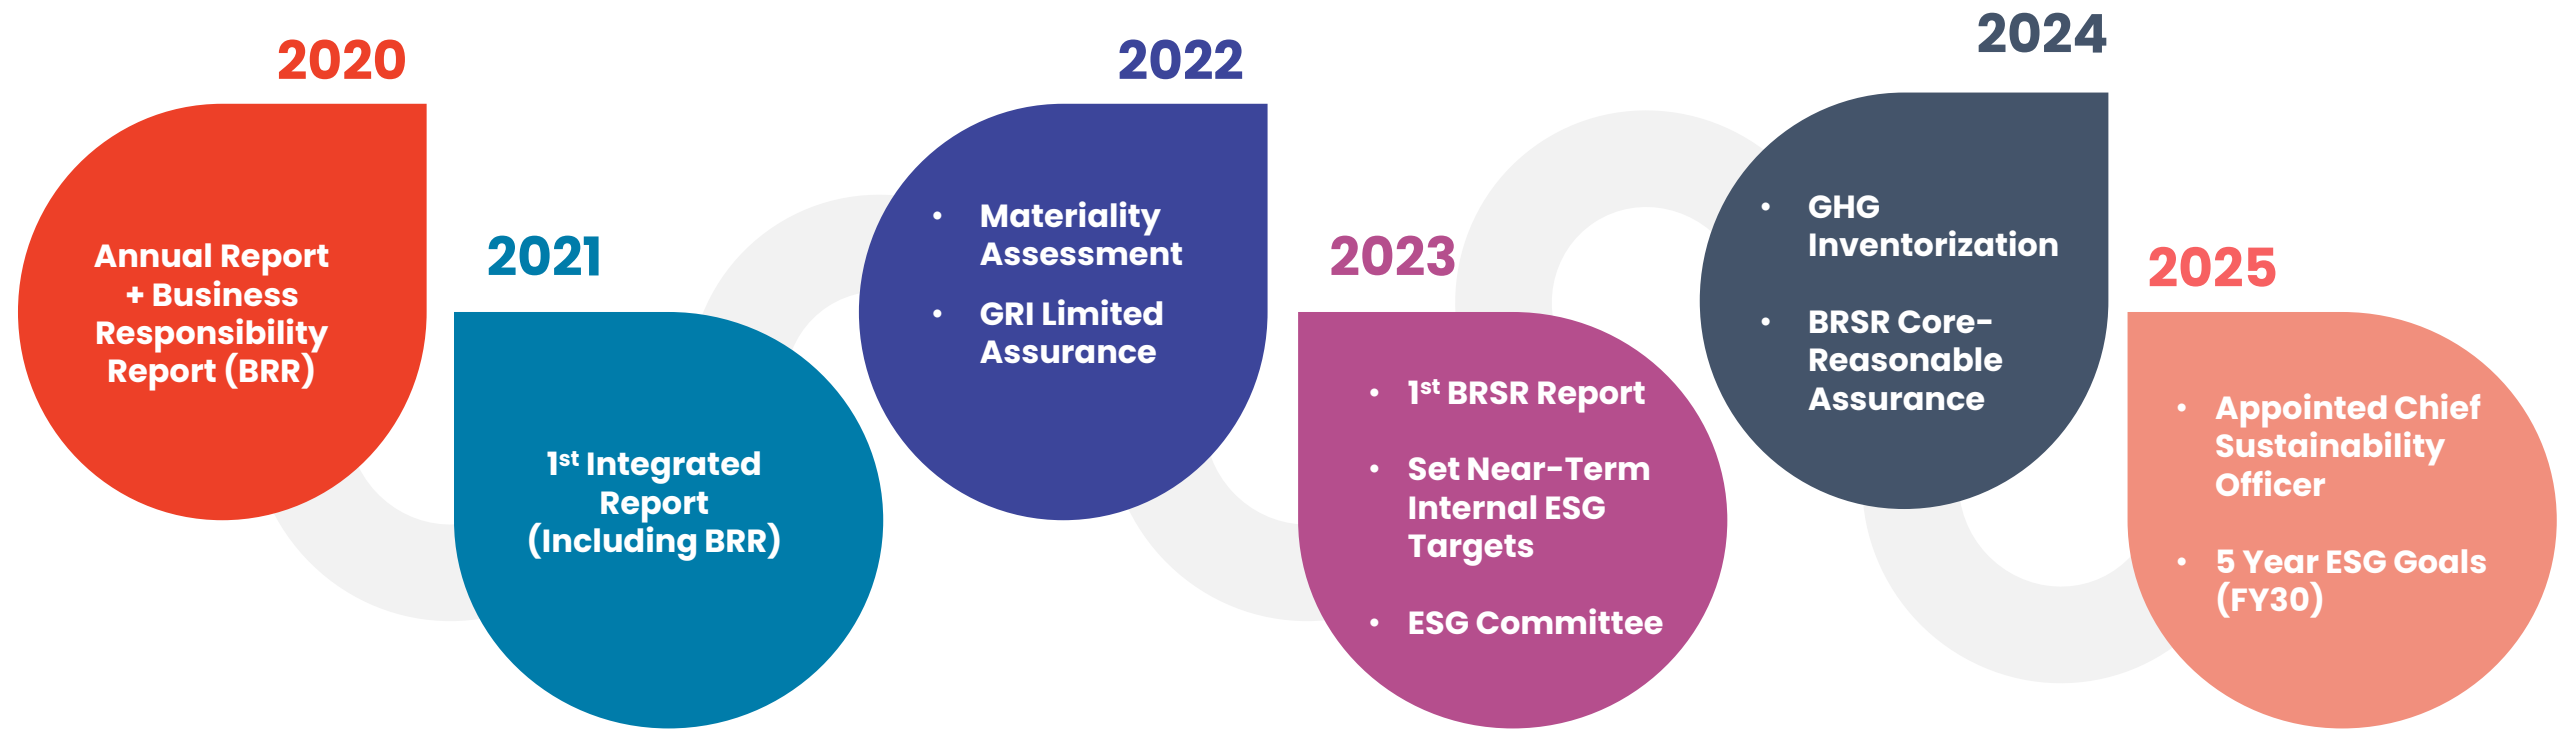 2020
Annual Report
+ Business
Responsibility
Report (BRR)
2021
1st Integrated
Report
(Including BRR)
2022
• Materiality
Assessment
• GRI Limited
Assurance
2023
• 1st BRSR Report
• Set Near-Term
Internal ESG
Targets
• ESG Committee
2024
• GHG
Inventorization
• BRSR Core-
Reasonable
Assurance
2025
• Appointed Chief
Sustainability
Officer
• 5 Year ESG Goals
(FY30)